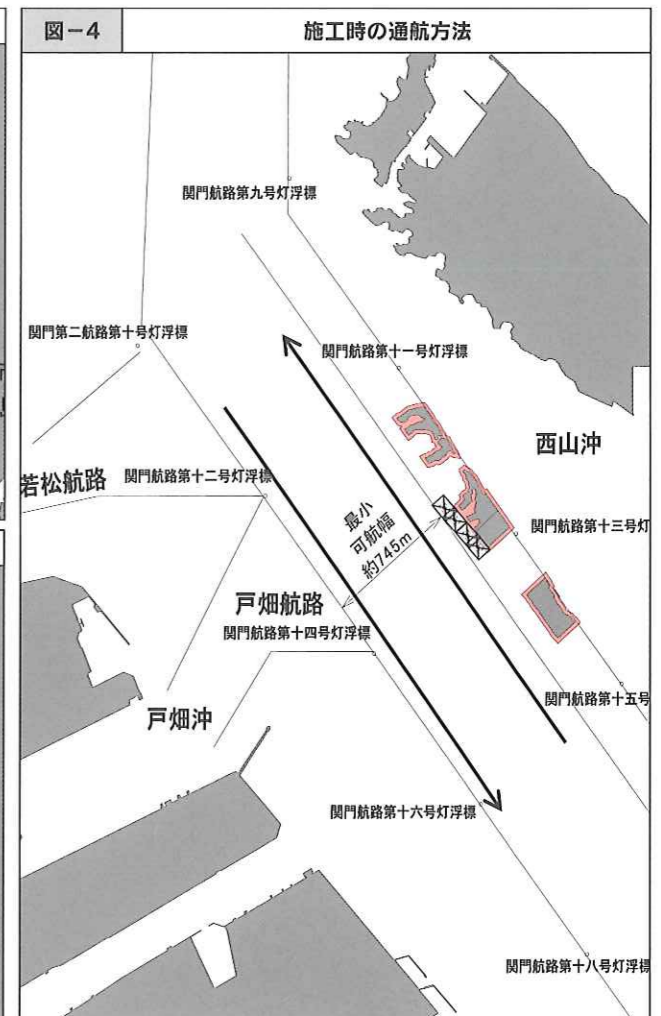 図－4
施工時の通航方法
関門航路第九号灯浮標
関門第二航路第十号灯浮標
関門航路第十一号灯浮標
西山沖
若松航路
関門航路第十二号灯浮標
最小
可航幅
約745m
関門航路第十三号灯
戸畑航路
関門航路第十四号灯浮標
関門航路第十五号
戸畑沖
関門航路第十六号灯浮標
関門航路第十八号灯浮標